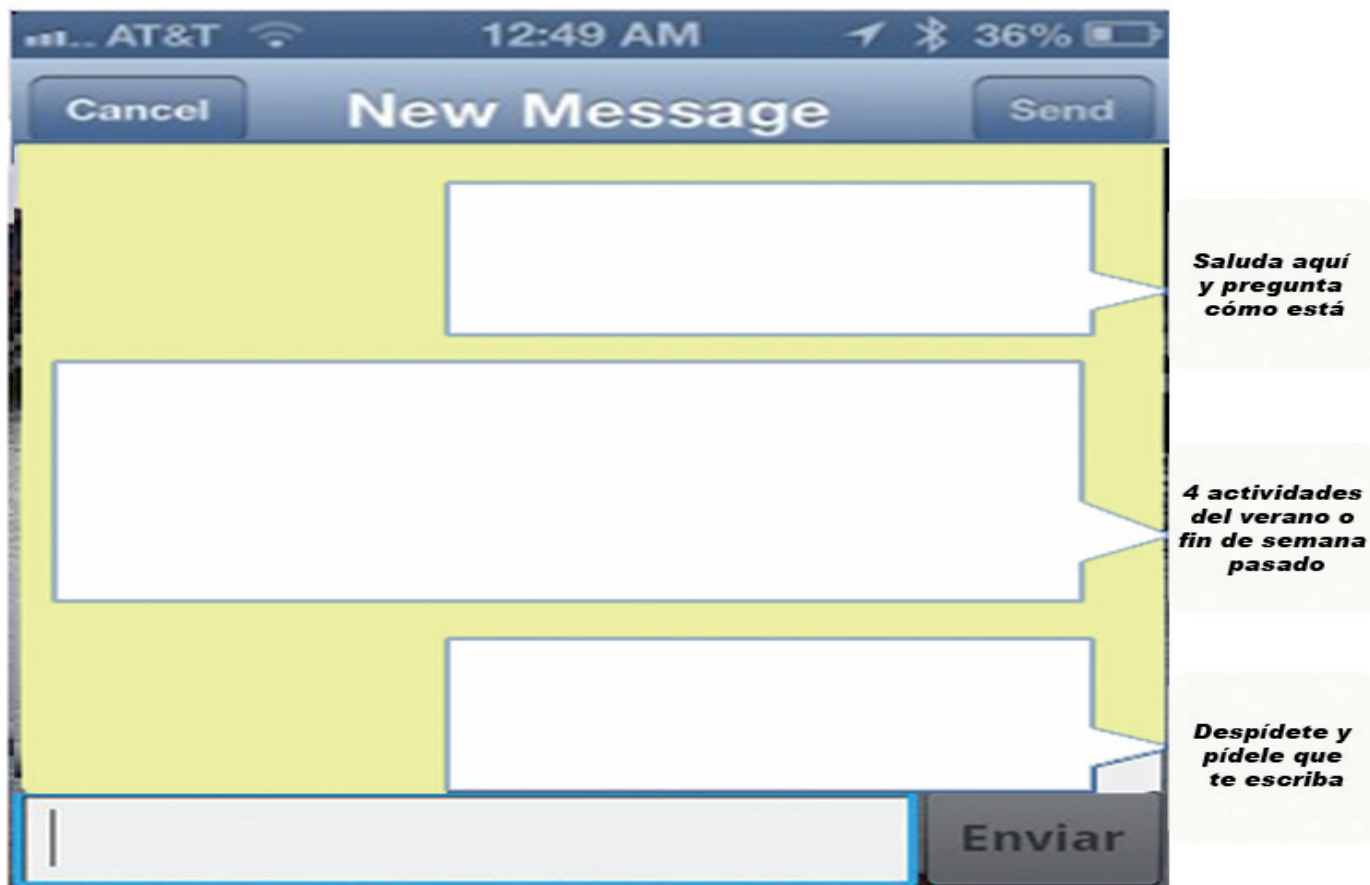 AT&T 12:49 AM 36%
Cancel New Message Send
Saluda aquí
y pregunta
cómo está
4 actividades
del verano o
fin de semana
pasado
Despídete y
pídele que
te escriba
Enviar